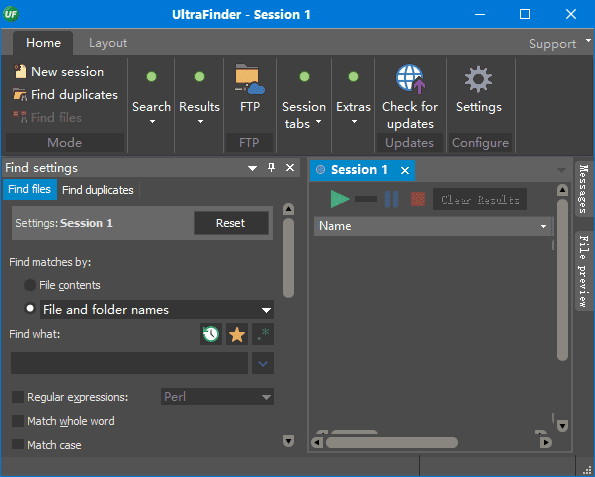 UF
UltraFinder - Session 1
Home
Layout
Support
New session
Find duplicates
Find files
Mode
Search
Results
FTP
FTP
Session
tabs
Extras
Check for
updates
Updates
Settings
Configure
Find settings
Find files
Find duplicates
Settings: Session 1
Reset
Find matches by:
File contents
File and folder names
Find what:
.*
Regular expressions:
Perl
Match whole word
Match case
Session 1
Clear Results
Name
Messages
File preview